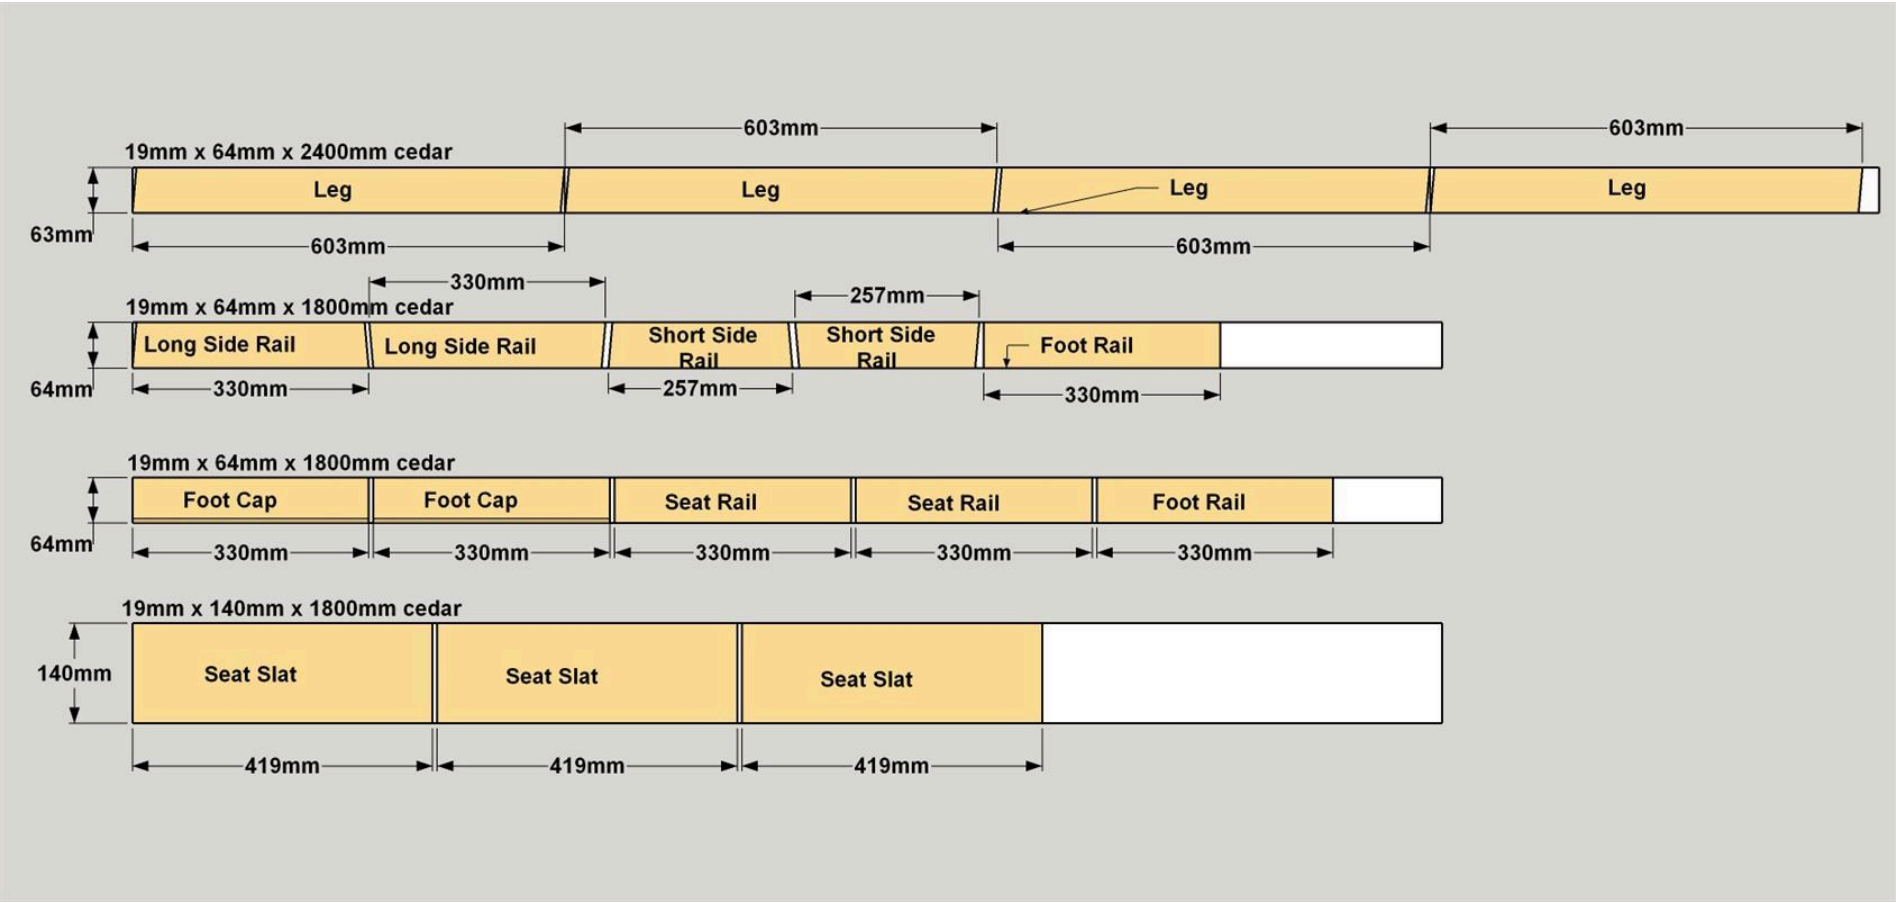 603mm 603mm
19mm x 64mm x 2400mm cedar
Leg Leg Leg Leg
63mm
603mm 603mm
330mm
257mm
19mm x 64mm x 1800mm cedar
Long Side Rail Long Side Rail Short Side Short Side Foot Rail
Rail Rail
64mm
330mm 257mm 330mm
19mm x 64mm x 1800mm cedar
Foot Cap Foot Cap Seat Rail Seat Rail Foot Rail
64mm
330mm 330mm 330mm 330mm 330mm
19mm x 140mm x 1800mm cedar
140mm Seat Slat Seat Slat Seat Slat
419mm 419mm 419mm